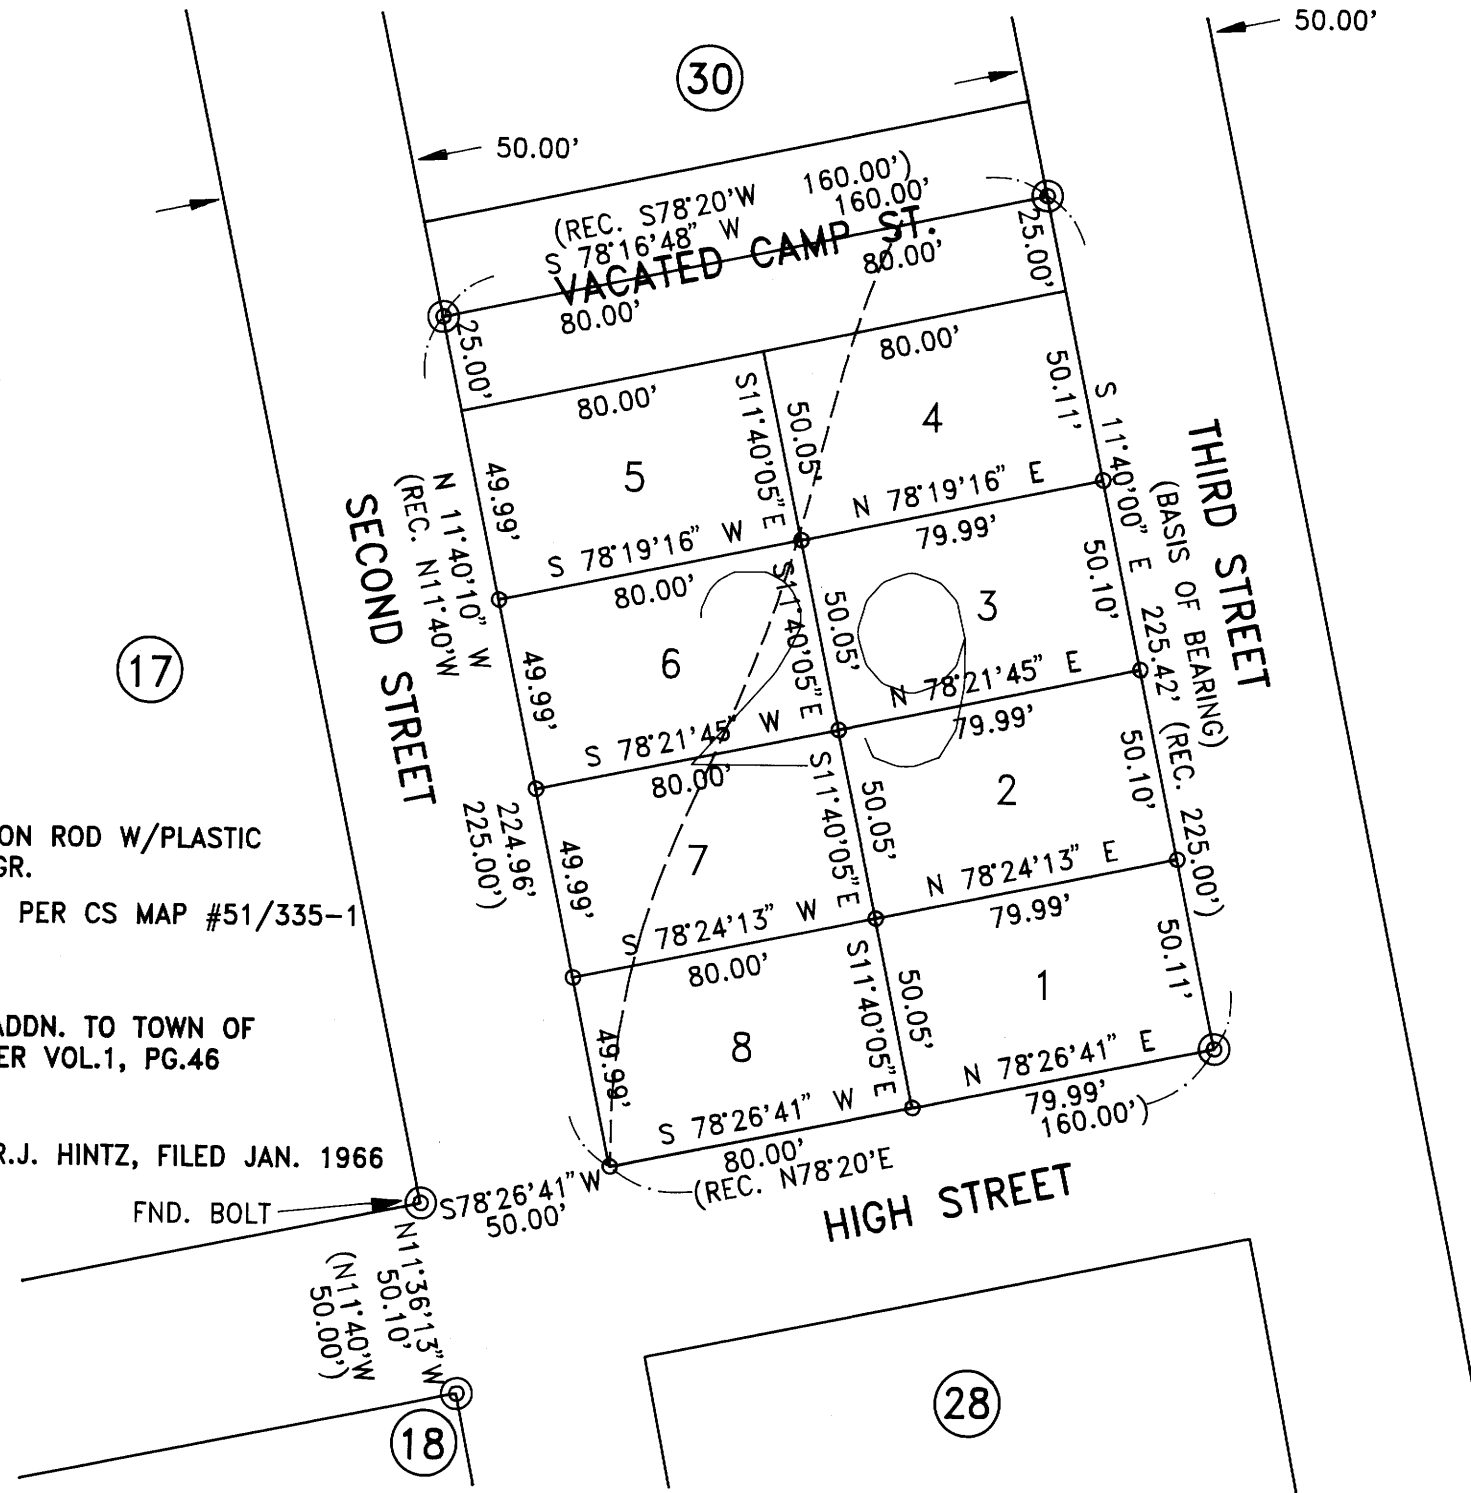 50.00'
30
50.00'
(REC. S78°20'W 160.00')
S 78°16'48" W 160.00'
VACATED CAMP ST.
80.00'
80.00'
25.00'
25.00'
80.00'
80.00'
5
4
49.99'
S11°40'05"E
50.05'
50.11'
S 78°19'16" W
80.00'
N 78°19'16" E
79.99'
N 11°40'10" W
(REC. N11°40'W
224.96'
225.00')
SECOND STREET
S 11°40'00" E 225.42' (REC. 225.00')
(BASIS OF BEARING)
THIRD STREET
17
29
6
3
49.99'
S11°40'05"E
50.05'
50.10'
S 78°21'45" W
80.00'
N 78°21'45" E
79.99'
7
2
49.99'
S11°40'05"E
50.05'
50.10'
S 78°24'13" W
80.00'
N 78°24'13" E
79.99'
8
1
49.99'
S11°40'05"E
50.05'
50.11'
S 78°26'41" W
80.00'
N 78°26'41" E
79.99'
(REC. N78°20'E 160.00')
HIGH STREET
ON ROD W/PLASTIC
GR.
PER CS MAP #51/335-1
ADDN. TO TOWN OF
ER VOL.1, PG.46
R.J. HINTZ, FILED JAN. 1966
FND. BOLT
S78°26'41"W
50.00'
N11°36'13"W
50.10'
(N11°40'W
50.00')
18
28